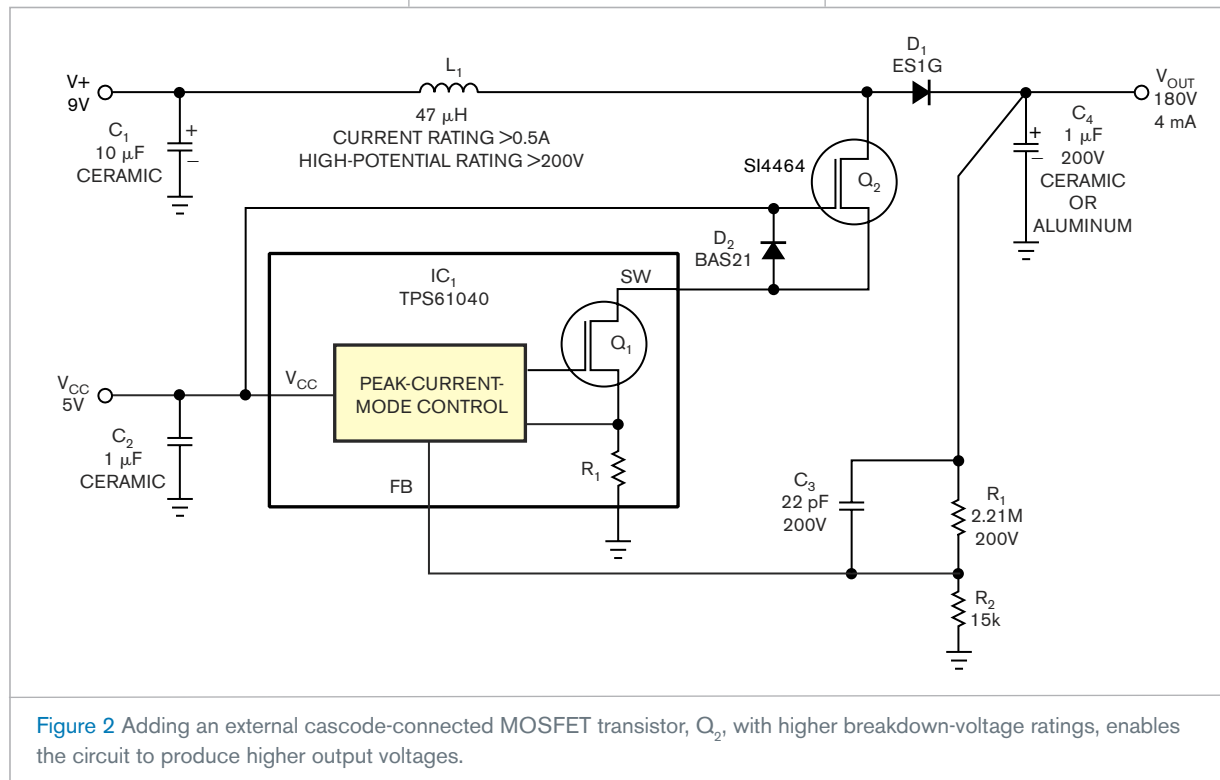 V+
9V
C₁
10 µF
CERAMIC
+
–
L₁
47 µH
CURRENT RATING >0.5A
HIGH-POTENTIAL RATING >200V
D₁
ES1G
V_OUT
180V
4 mA
C₄
1 µF
200V
CERAMIC
OR
ALUMINUM
+
–
SI4464
Q₂
D₂
BAS21
IC₁
TPS61040
SW
Q₁
V_CC
5V
V_CC
PEAK-CURRENT-
MODE CONTROL
C₂
1 µF
CERAMIC
R₁
FB
C₃
22 pF
200V
R₁
2.21M
200V
R₂
15k
Figure 2 Adding an external cascode-connected MOSFET transistor, Q₂, with higher breakdown-voltage ratings, enables
the circuit to produce higher output voltages.